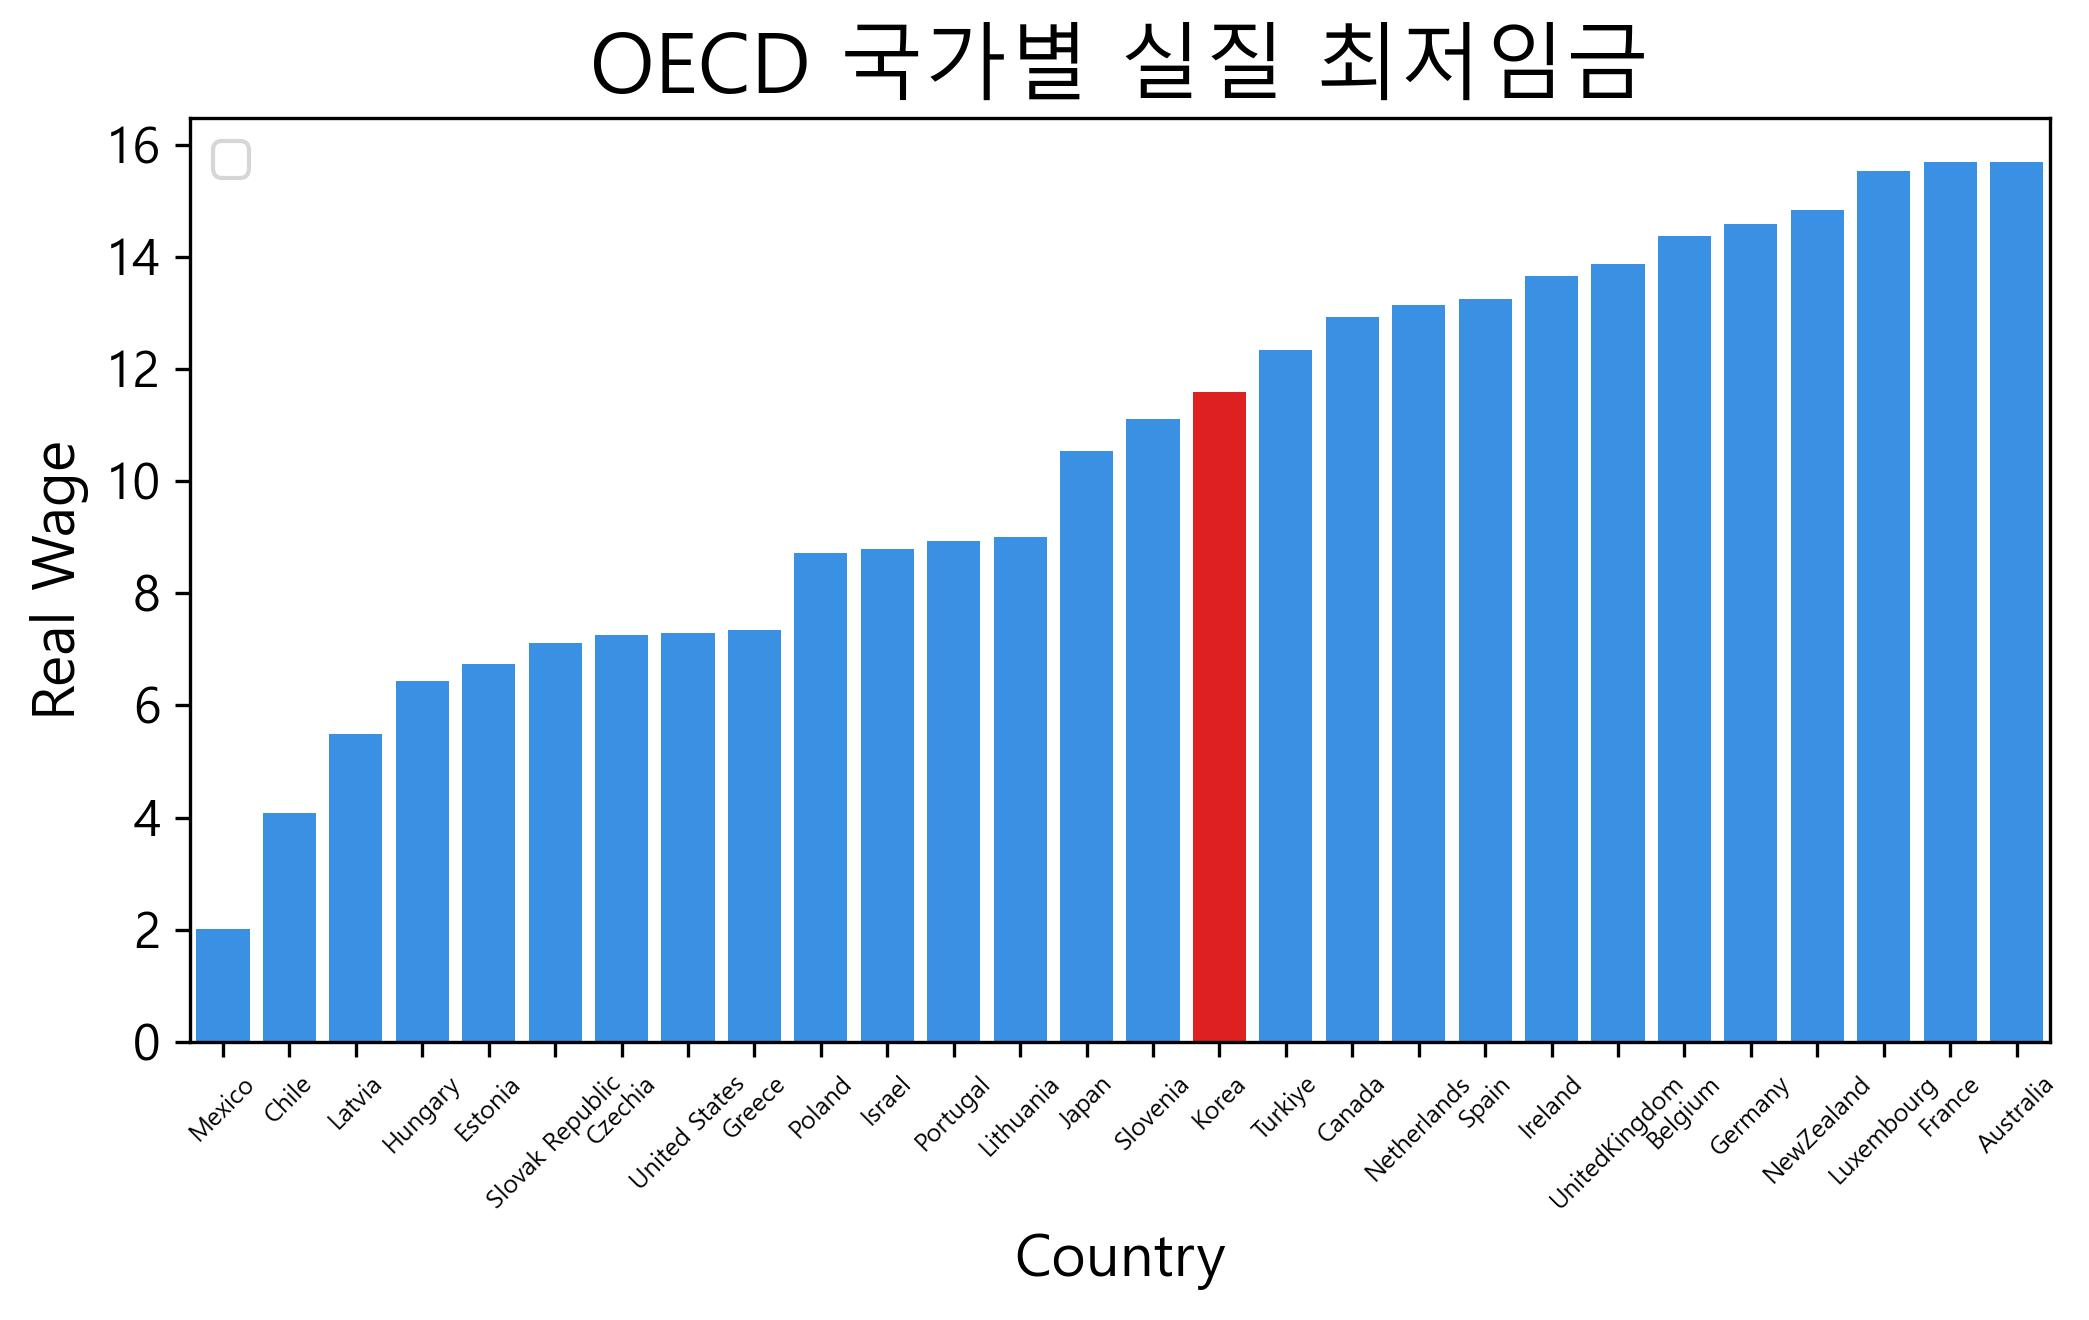 OECD 국가별 실질 최저임금
Real Wage
16
14
12
10
8
6
4
2
0
Mexico
Chile
Latvia
Hungary
Estonia
Slovak Republic
Czechia
United States
Greece
Poland
Israel
Portugal
Lithuania
Japan
Slovenia
Korea
Turkiye
Canada
Netherlands
Spain
Ireland
UnitedKingdom
Belgium
Germany
NewZealand
Luxembourg
France
Australia
Country